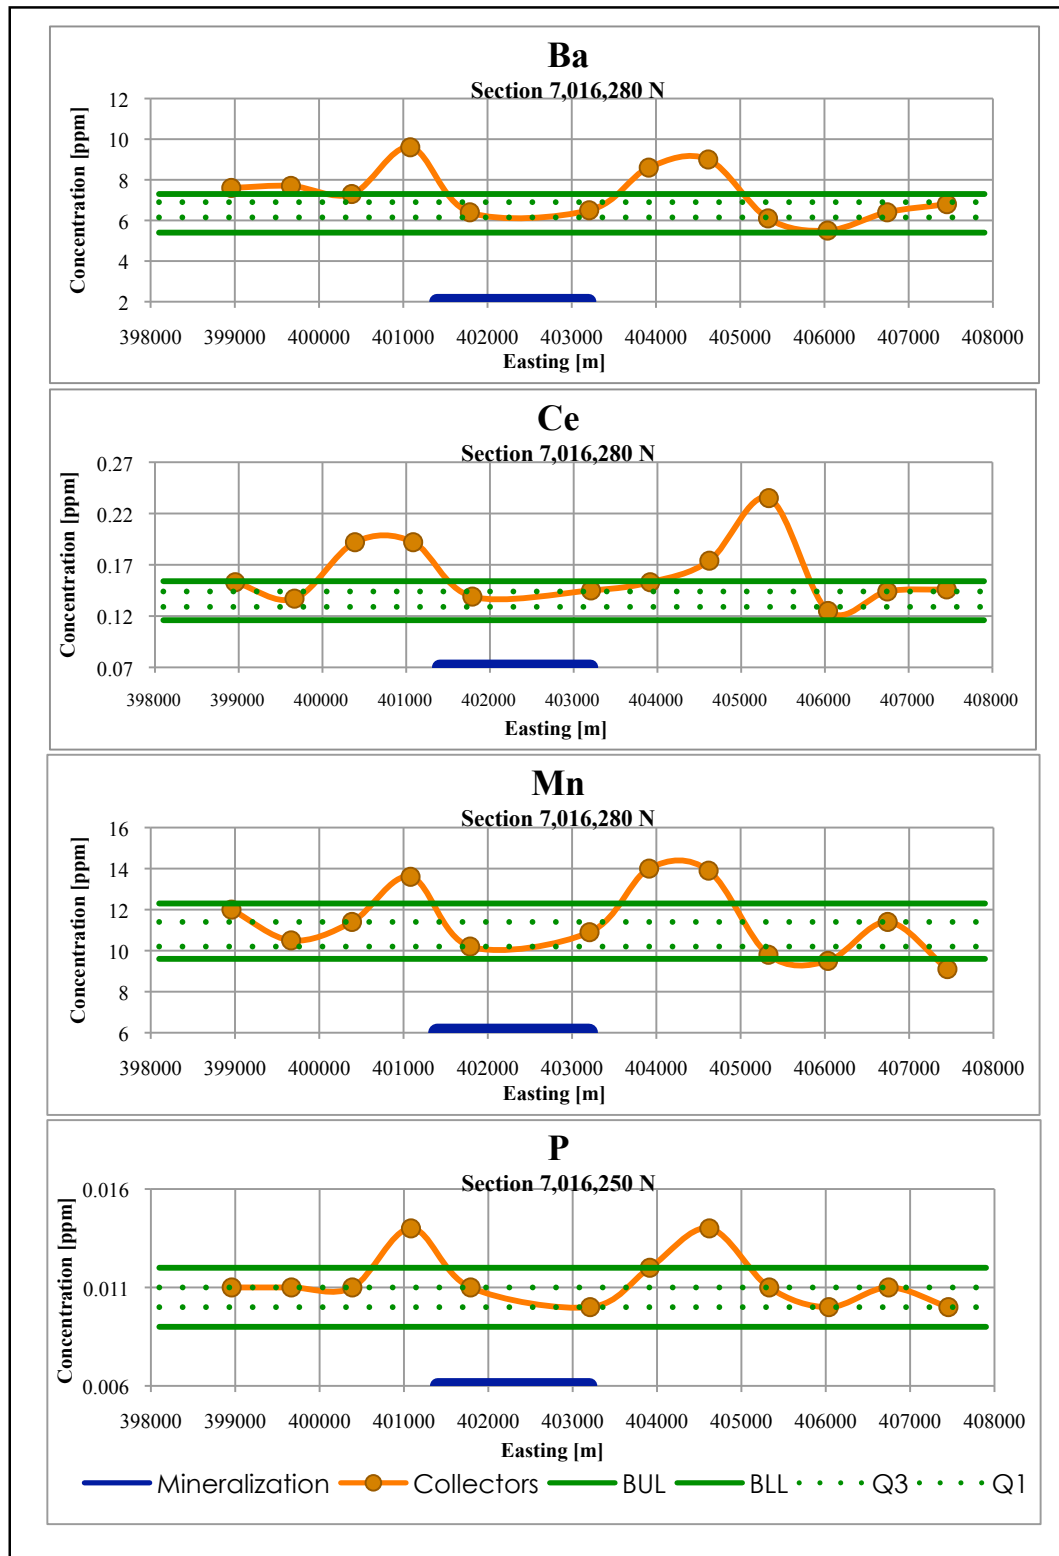 Ba
Section 7,016,280 N
Concentration [ppm]
12
10
8
6
4
2
398000 399000 400000 401000 402000 403000 404000 405000 406000 407000 408000
Easting [m]
Ce
Section 7,016,280 N
Concentration [ppm]
0.27
0.22
0.17
0.12
0.07
398000 399000 400000 401000 402000 403000 404000 405000 406000 407000 408000
Easting [m]
Mn
Section 7,016,280 N
Concentration [ppm]
16
14
12
10
8
6
398000 399000 400000 401000 402000 403000 404000 405000 406000 407000 408000
Easting [m]
P
Section 7,016,250 N
Concentration [ppm]
0.016
0.011
0.006
398000 399000 400000 401000 402000 403000 404000 405000 406000 407000 408000
Easting [m]
Mineralization Collectors BUL BLL Q3 Q1